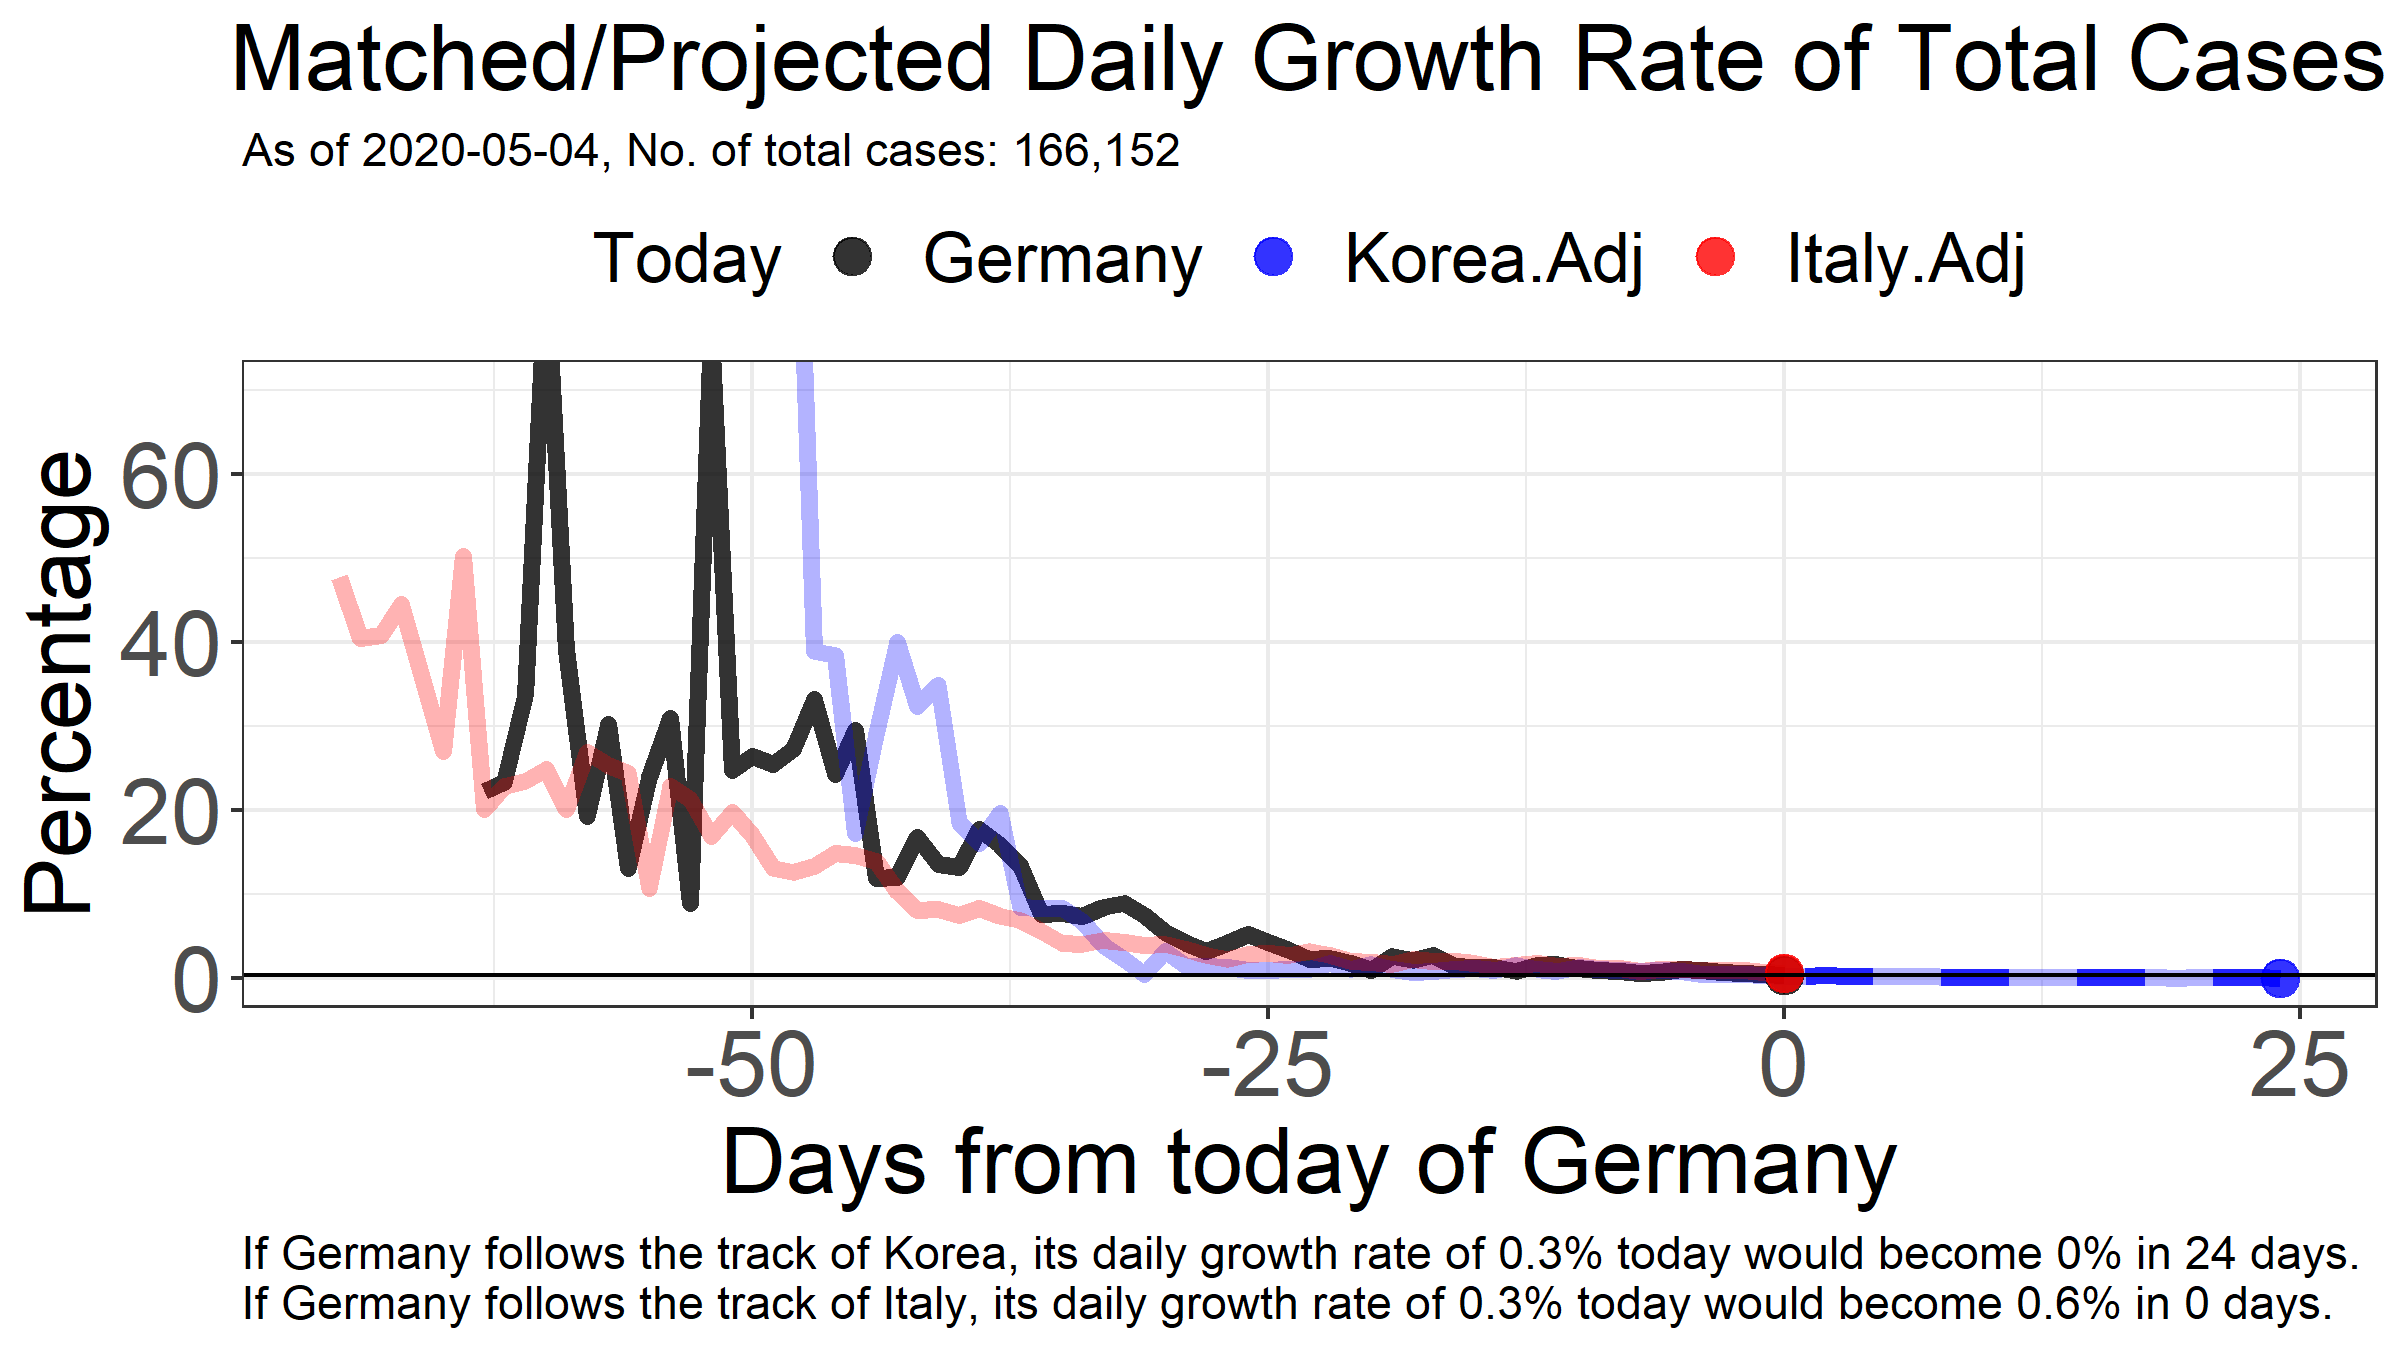 Matched/Projected Daily Growth Rate of Total Cases
As of 2020-05-04, No. of total cases: 166,152
Today Germany Korea.Adj Italy.Adj
Percentage
60
40
20
0
-50 -25 0 25
Days from today of Germany
If Germany follows the track of Korea, its daily growth rate of 0.3% today would become 0% in 24 days.
If Germany follows the track of Italy, its daily growth rate of 0.3% today would become 0.6% in 0 days.